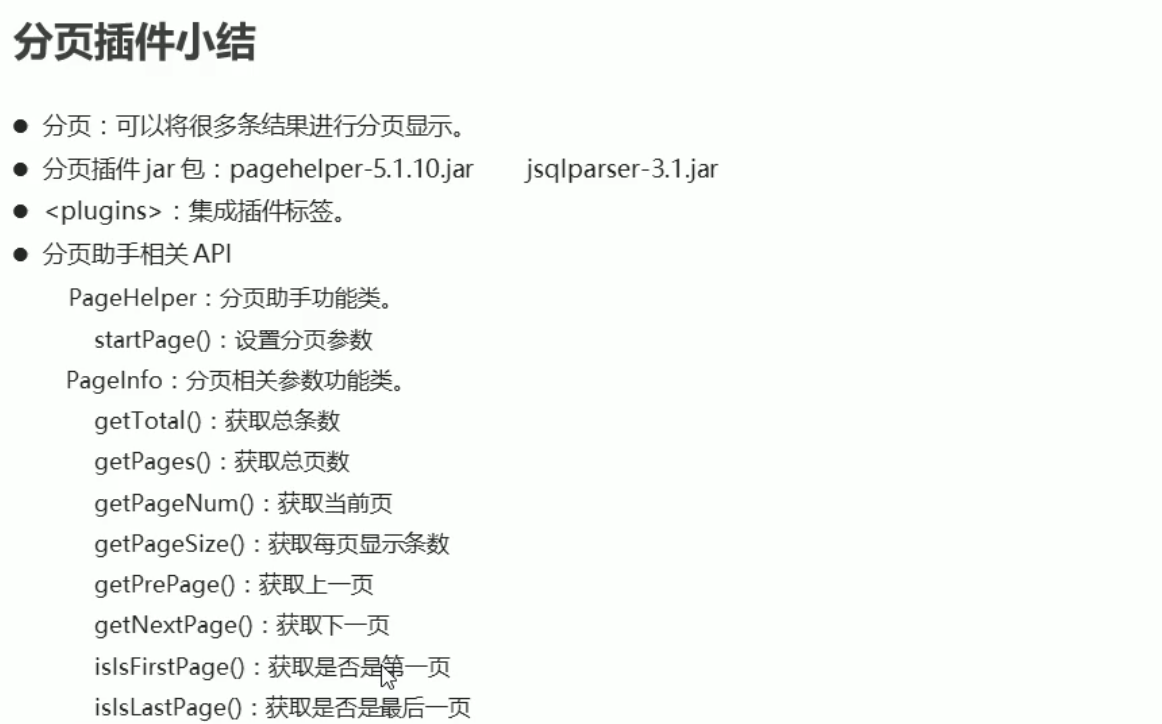 分页插件小结
● 分页：可以将很多条结果进行分页显示。
● 分页插件 jar 包：pagehelper-5.1.10.jar jsqlparser-3.1.jar
● <plugins>：集成插件标签。
● 分页助手相关 API
PageHelper：分页助手功能类。
startPage()：设置分页参数
PageInfo：分页相关参数功能类。
getTotal()：获取总条数
getPages()：获取总页数
getPageNum()：获取当前页
getPageSize()：获取每页显示条数
getPrePage()：获取上一页
getNextPage()：获取下一页
isIsFirstPage()：获取是否是第一页
isIsLastPage()：获取是否是最后一页